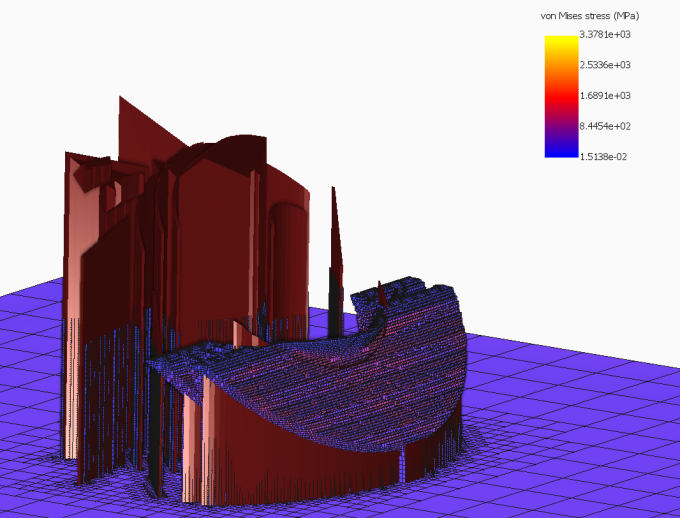 von Mises stress (MPa)
3.3781e+03
2.5336e+03
1.6891e+03
8.4454e+02
1.5138e-02